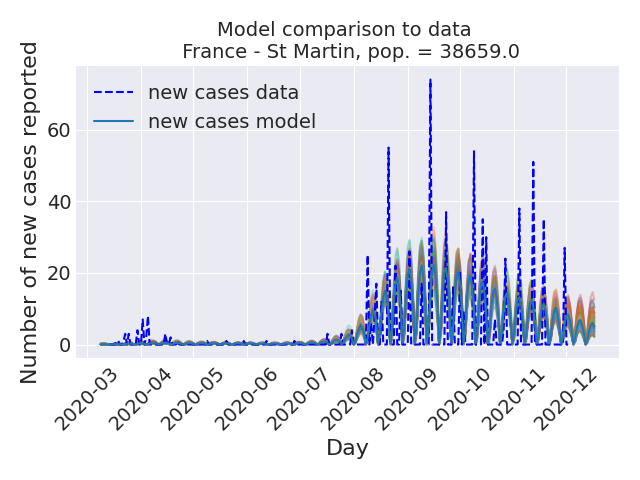 Model comparison to data
France - St Martin, pop. = 38659.0
Number of new cases reported
new cases data
new cases model
60
40
20
0
2020-03
2020-04
2020-05
2020-06
2020-07
2020-08
2020-09
2020-10
2020-11
2020-12
Day